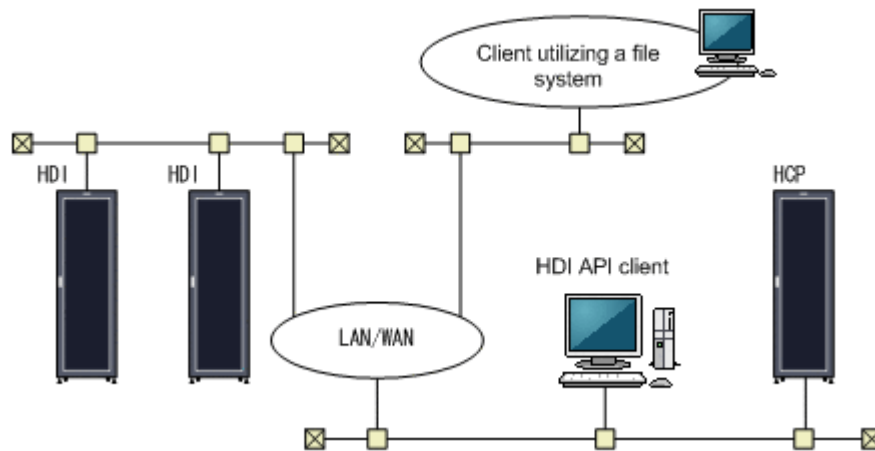 Client utilizing a file
system
HDI
HDI
HCP
HDI API client
LAN/WAN